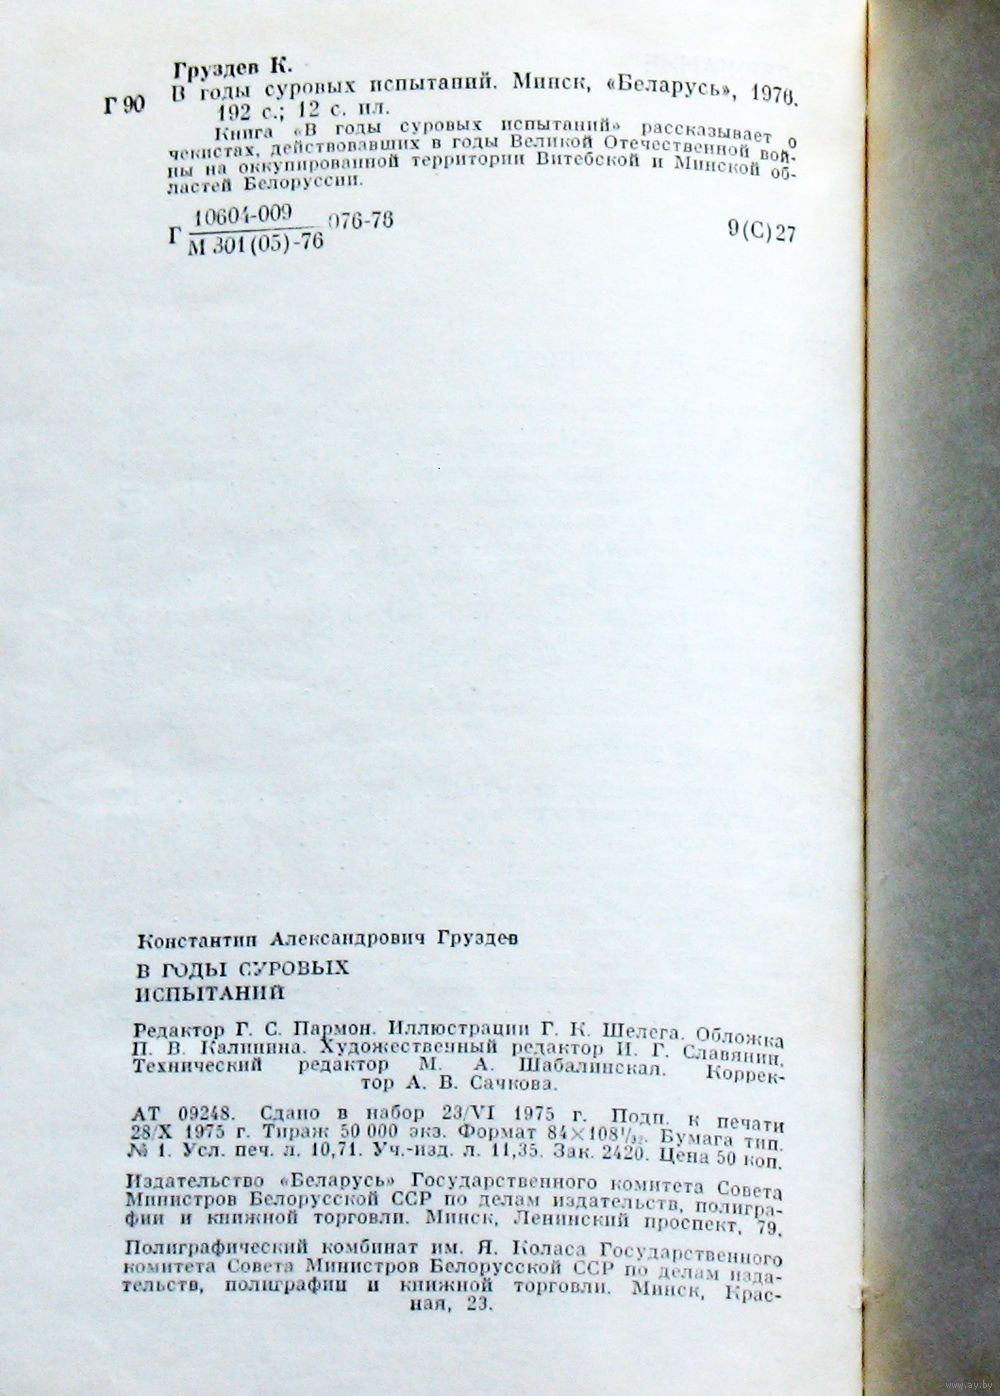 Груздев К.
Г 90 В годы суровых испытаний. Минск, «Беларусь», 1976.
192 с.; 12 с. ил.
Книга «В годы суровых испытаний» рассказывает о
чекистах, действовавших в годы Великой Отечественной вой-
ны на оккупированной территории Витебской и Минской об-
ластей Белоруссии.
Г 10604-009 076-76 9(С)27
М 301(05)-76
Константин Александрович Груздев
В ГОДЫ СУРОВЫХ
ИСПЫТАНИЙ
Редактор Г. С. Пармон. Иллюстрации Г. К. Шелега. Обложка
П. В. Калинина. Художественный редактор И. Г. Славянин.
Технический редактор М. А. Шабалинская. Коррек-
тор А. В. Сачкова.
АТ 09248. Сдано в набор 23/VI 1975 г. Подп. к печати
28/X 1975 г. Тираж 50 000 экз. Формат 84×108 1/32. Бумага тип.
№ 1. Усл. печ. л. 10,71. Уч.-изд. л. 11,35. Зак. 2420. Цена 50 коп.
Издательство «Беларусь» Государственного комитета Совета
Министров Белорусской ССР по делам издательств, полигра-
фии и книжной торговли. Минск, Ленинский проспект, 79.
Полиграфический комбинат им. Я. Коласа Государственного
комитета Совета Министров Белорусской ССР по делам изда-
тельств, полиграфии и книжной торговли. Минск, Крас-
ная, 23.
www.ay.by